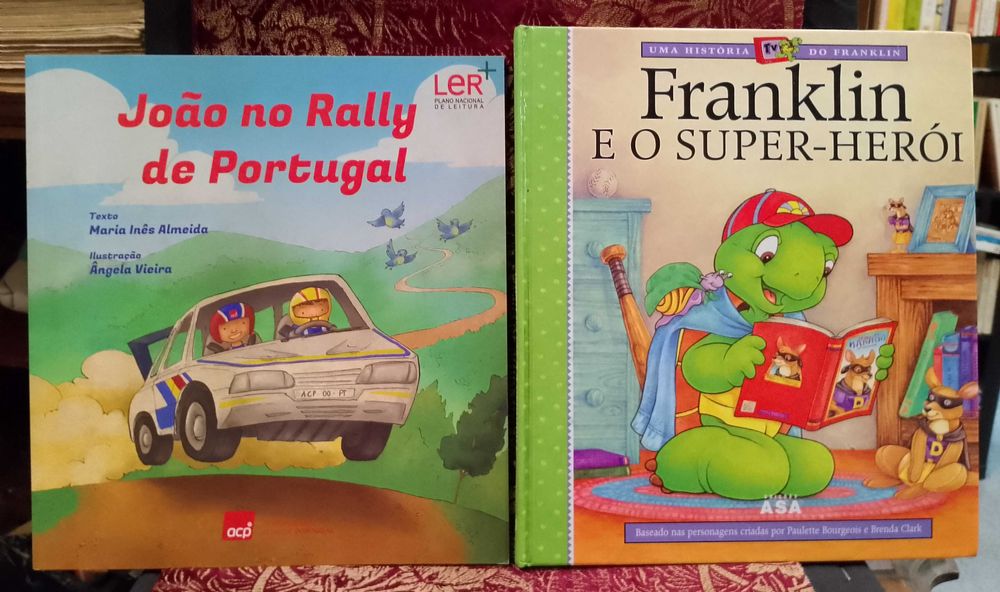 LER+
PLANO NACIONAL
DE LEITURA
João no Rally
de Portugal
Texto
Maria Inês Almeida
Ilustração
Ângela Vieira
ACP 00-PT
acp
UMA HISTÓRIA TV DO FRANKLIN
Franklin
E O SUPER-HERÓI
D
D
EDIÇÕES
ASA
Baseado nas personagens criadas por Paulette Bourgeois e Brenda Clark